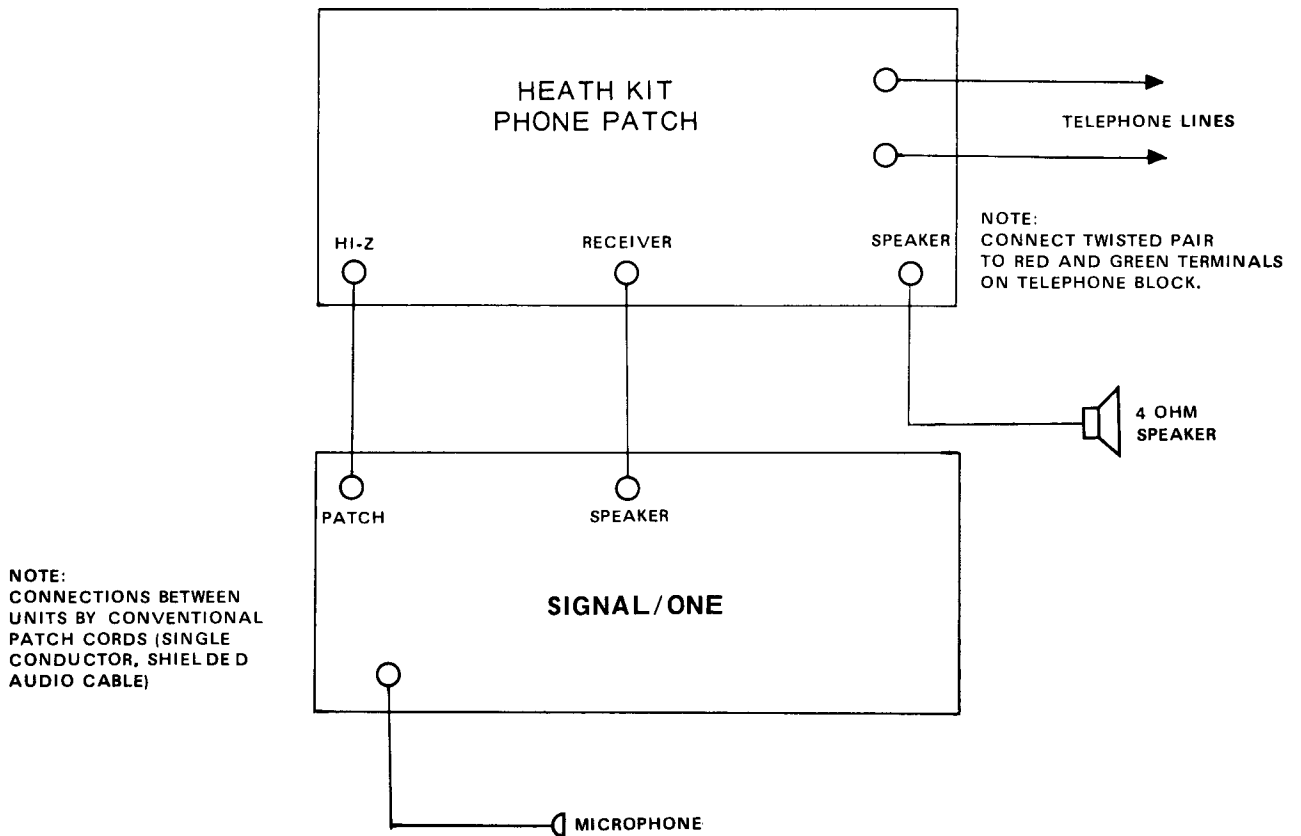 HEATH KIT
PHONE PATCH
TELEPHONE LINES
HI-Z
RECEIVER
SPEAKER
NOTE:
CONNECT TWISTED PAIR
TO RED AND GREEN TERMINALS
ON TELEPHONE BLOCK.
4 OHM
SPEAKER
PATCH
SPEAKER
NOTE:
CONNECTIONS BETWEEN
UNITS BY CONVENTIONAL
PATCH CORDS (SINGLE
CONDUCTOR, SHIELDED
AUDIO CABLE)
SIGNAL/ONE
MICROPHONE